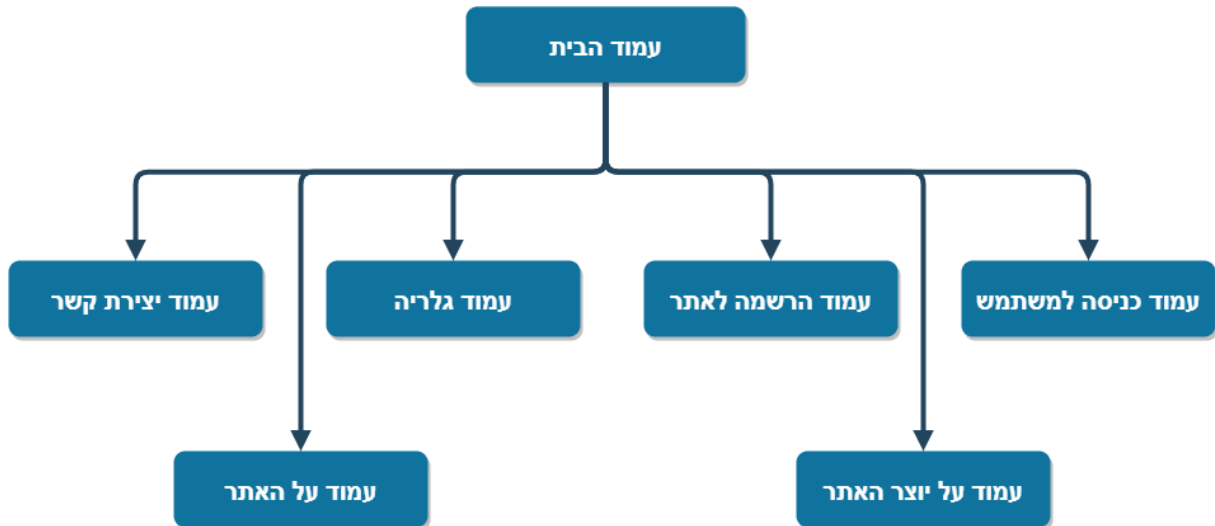 עמוד הבית
עמוד כניסה למשתמש
עמוד הרשמה לאתר
עמוד גלריה
עמוד יצירת קשר
עמוד על יוצר האתר
עמוד על האתר